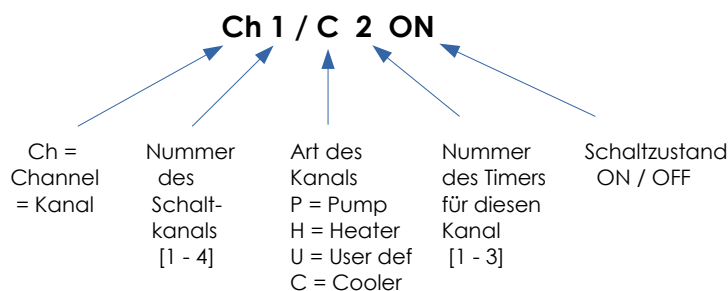 Ch 1 / C 2 ON
Ch =
Channel
= Kanal
Nummer
des
Schalt-
kanals
[1 - 4]
Art des
Kanals
P = Pump
H = Heater
U = User def
C = Cooler
Nummer
des Timers
für diesen
Kanal
[1 - 3]
Schaltzustand
ON / OFF